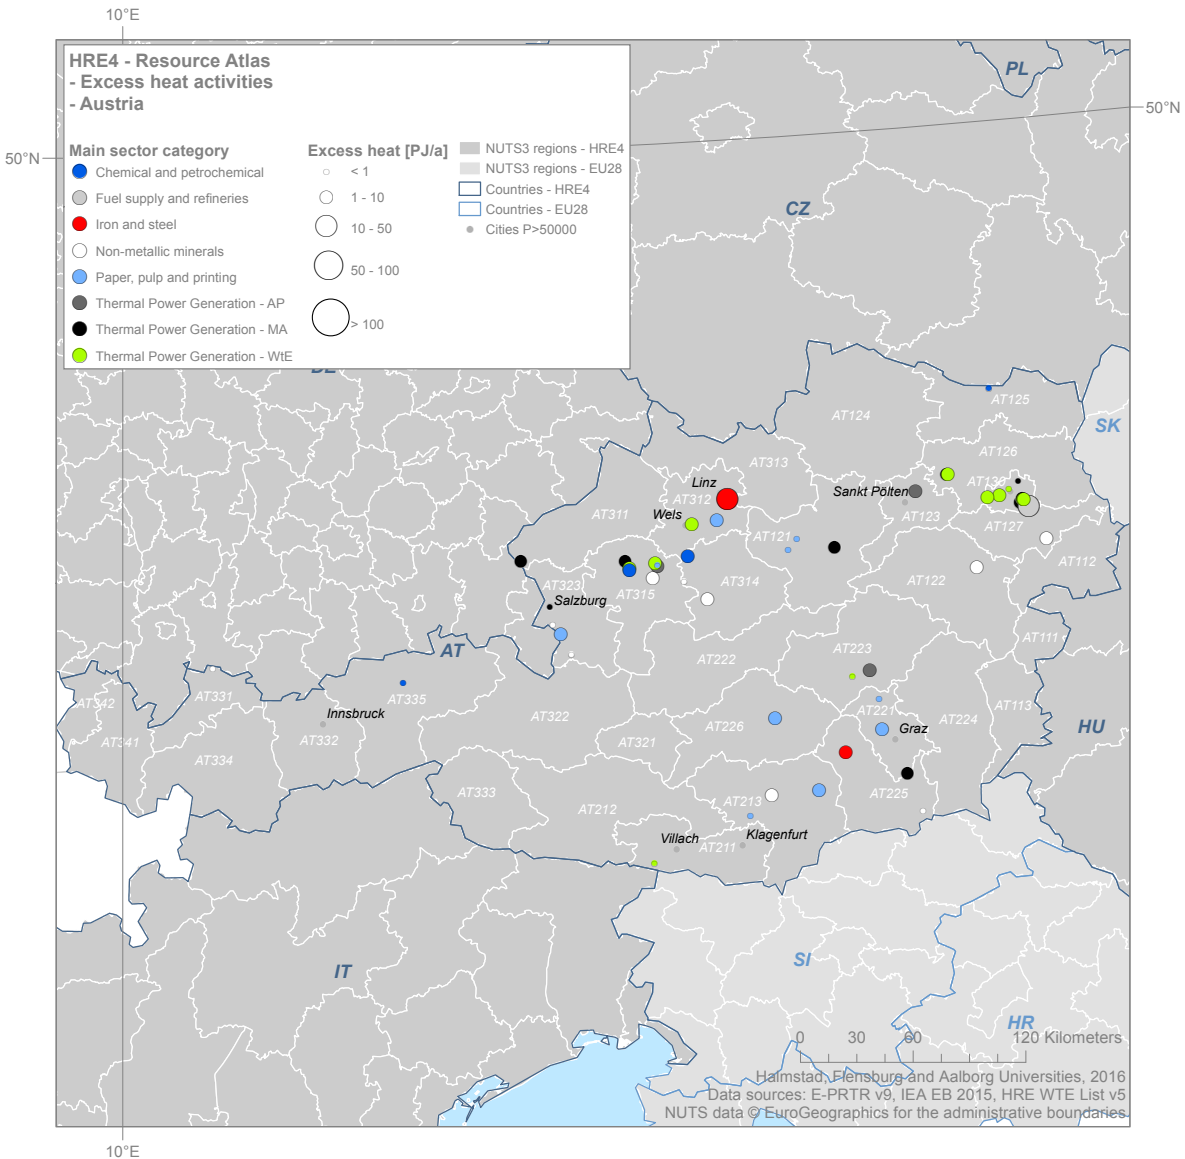 10°E
HRE4 - Resource Atlas
- Excess heat activities
- Austria
50°N
50°N
Main sector category
Chemical and petrochemical
Fuel supply and refineries
Iron and steel
Non-metallic minerals
Paper, pulp and printing
Thermal Power Generation - AP
Thermal Power Generation - MA
Thermal Power Generation - WtE
Excess heat [PJ/a]
< 1
1 - 10
10 - 50
50 - 100
> 100
NUTS3 regions - HRE4
NUTS3 regions - EU28
Countries - HRE4
Countries - EU28
Cities P>50000
PL
CZ
DE
SK
AT125
AT124
AT126
AT313
Linz
AT130
Sankt Pölten
AT312
Wels
AT311
AT123
AT127
AT121
AT112
AT323
AT314
AT122
AT315
Salzburg
AT111
AT
AT223
AT222
AT342
AT331
AT335
AT113
Innsbruck
AT322
AT221
AT224
AT226
Graz
HU
AT341
AT332
AT321
AT334
AT333
AT225
AT212
AT213
Villach
Klagenfurt
AT211
IT
SI
HR
0 30 60 120 Kilometers
Halmstad, Flensburg and Aalborg Universities, 2016
Data sources: E-PRTR v9, IEA EB 2015, HRE WTE List v5
NUTS data © EuroGeographics for the administrative boundaries
10°E